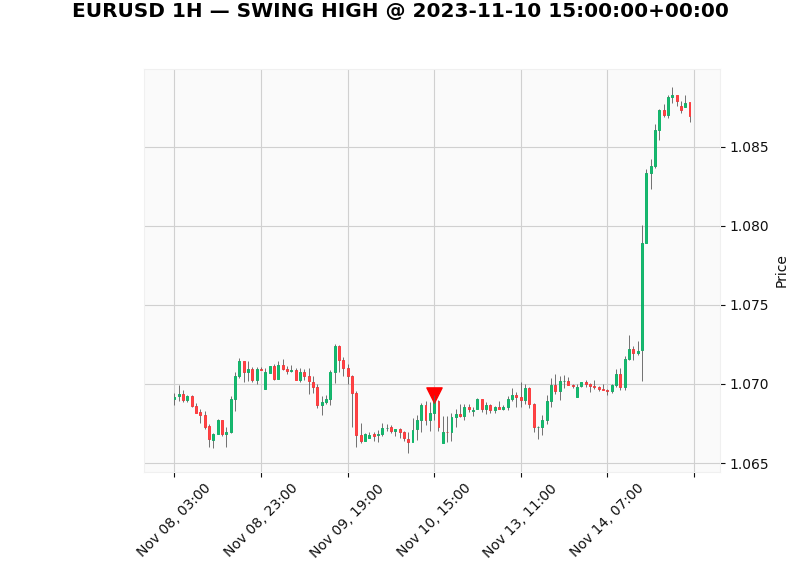 EURUSD 1H — SWING HIGH @ 2023-11-10 15:00:00+00:00
1.085
1.080
1.075
1.070
1.065
Price
Nov 08, 03:00
Nov 08, 23:00
Nov 09, 19:00
Nov 10, 15:00
Nov 13, 11:00
Nov 14, 07:00